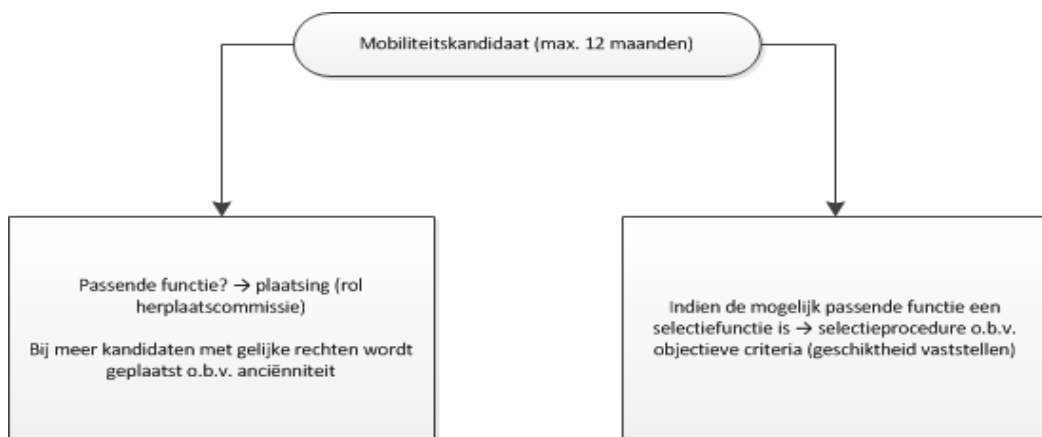 Mobiliteitskandidaat (max. 12 maanden)
Passende functie? → plaatsing (rol
herplaatscommissie)
Bij meer kandidaten met gelijke rechten wordt
geplaatst o.b.v. anciënniteit
Indien de mogelijk passende functie een
selectiefunctie is → selectieprocedure o.b.v.
objectieve criteria (geschiktheid vaststellen)